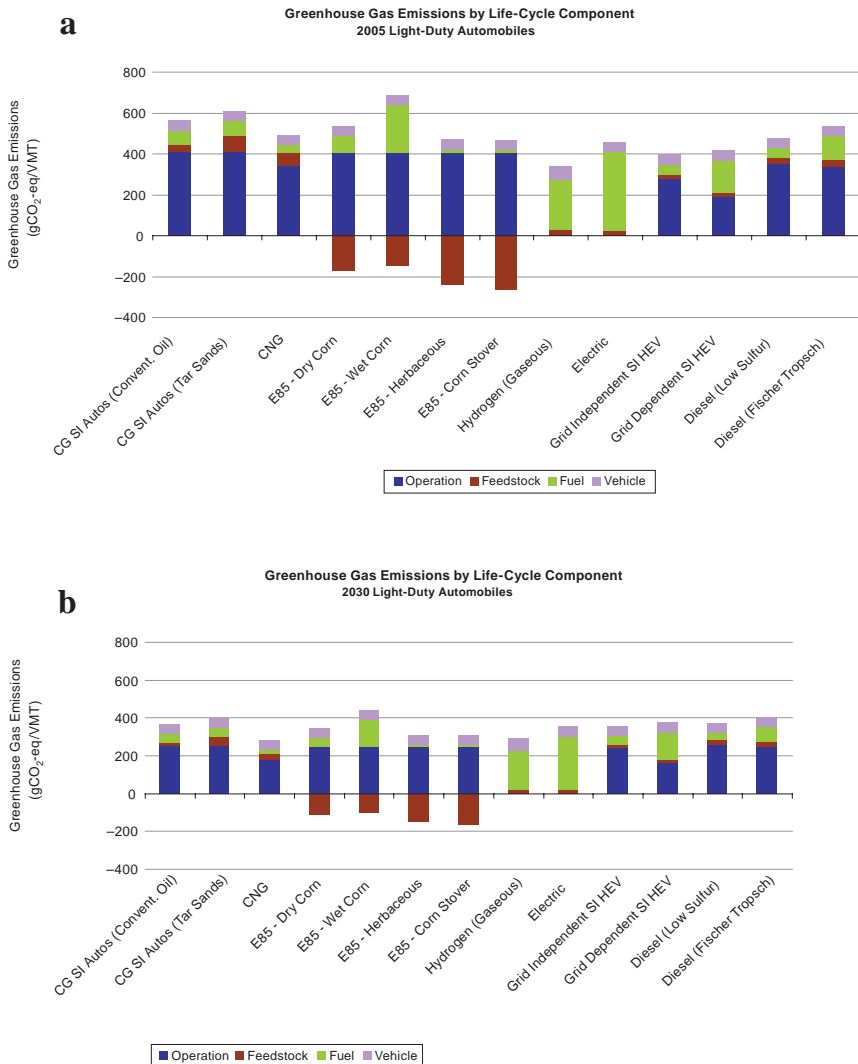 a
Greenhouse Gas Emissions by Life-Cycle Component
2005 Light-Duty Automobiles
Greenhouse Gas Emissions
(gCO₂-eq/VMT)
800
600
400
200
0
–200
–400
CG SI Autos (Convent. Oil)
CG SI Autos (Tar Sands)
CNG
E85 - Dry Corn
E85 - Wet Corn
E85 - Herbaceous
E85 - Corn Stover
Hydrogen (Gaseous)
Electric
Grid Independent SI HEV
Grid Dependent SI HEV
Diesel (Low Sulfur)
Diesel (Fischer Tropsch)
Operation Feedstock Fuel Vehicle
b
Greenhouse Gas Emissions by Life-Cycle Component
2030 Light-Duty Automobiles
Greenhouse Gas Emissions
(gCO₂-eq/VMT)
800
600
400
200
0
–200
–400
CG SI Autos (Convent. Oil)
CG SI Autos (Tar Sands)
CNG
E85 - Dry Corn
E85 - Wet Corn
E85 - Herbaceous
E85 - Corn Stover
Hydrogen (Gaseous)
Electric
Grid Independent SI HEV
Grid Dependent SI HEV
Diesel (Low Sulfur)
Diesel (Fischer Tropsch)
Operation Feedstock Fuel Vehicle